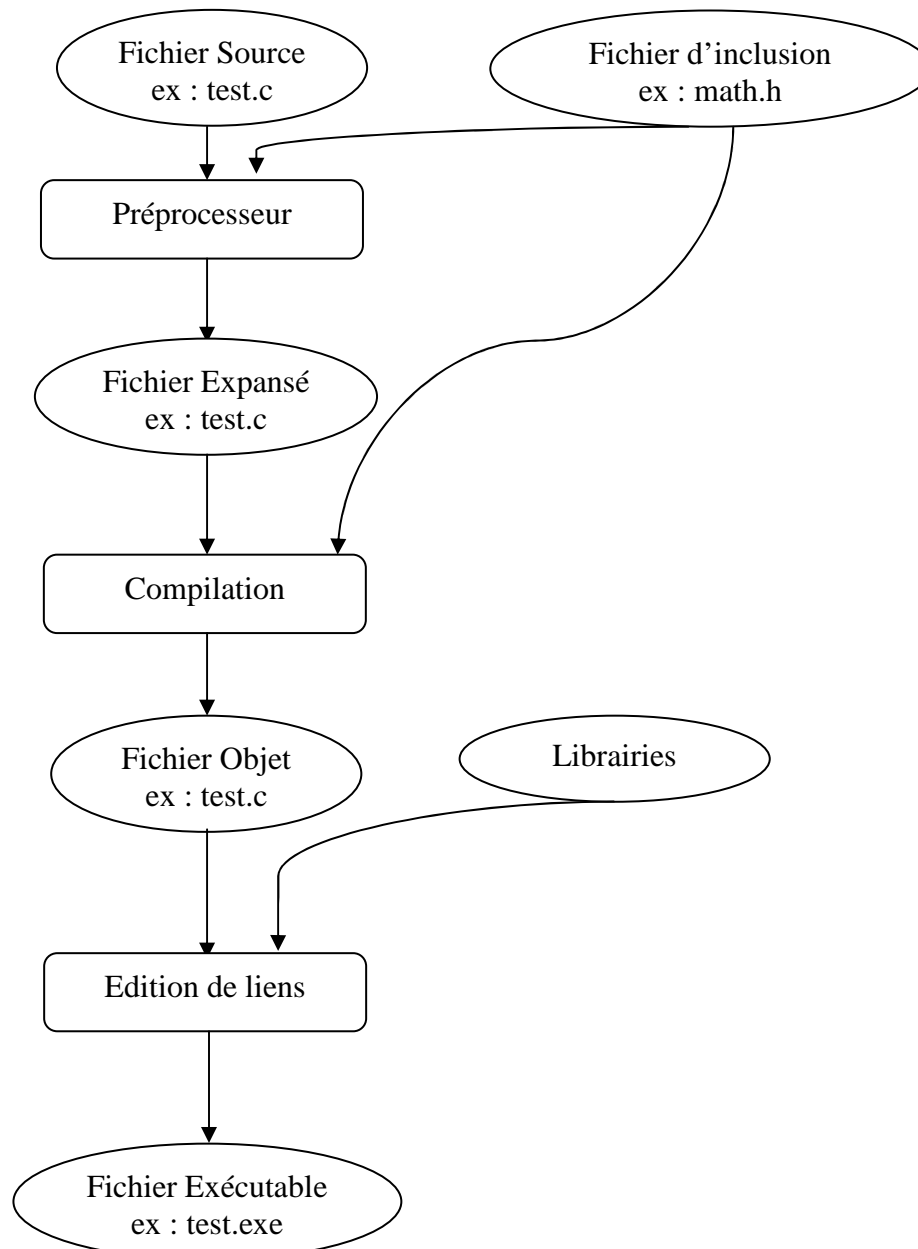 Fichier Source
ex : test.c
Fichier d’inclusion
ex : math.h
Préprocesseur
Fichier Expansé
ex : test.c
Compilation
Fichier Objet
ex : test.c
Librairies
Edition de liens
Fichier Exécutable
ex : test.exe